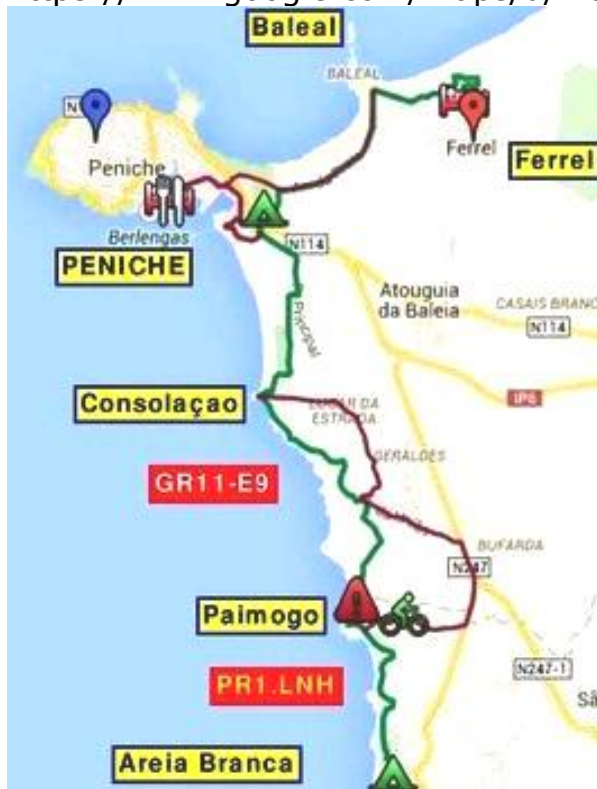 Baleal
BALEAL
Peniche
Ferrel
Ferrel
Berlengas
PENICHE
N114
Atouguia
da Baleia
CASAIS BRANC
N114
Principal
IP6
Consolaçao
LUGAR DA
ESTRADA
GERALDES
GR11-E9
BUFARDA
N247
Paimogo
N247-1
PR1.LNH
Areia Branca